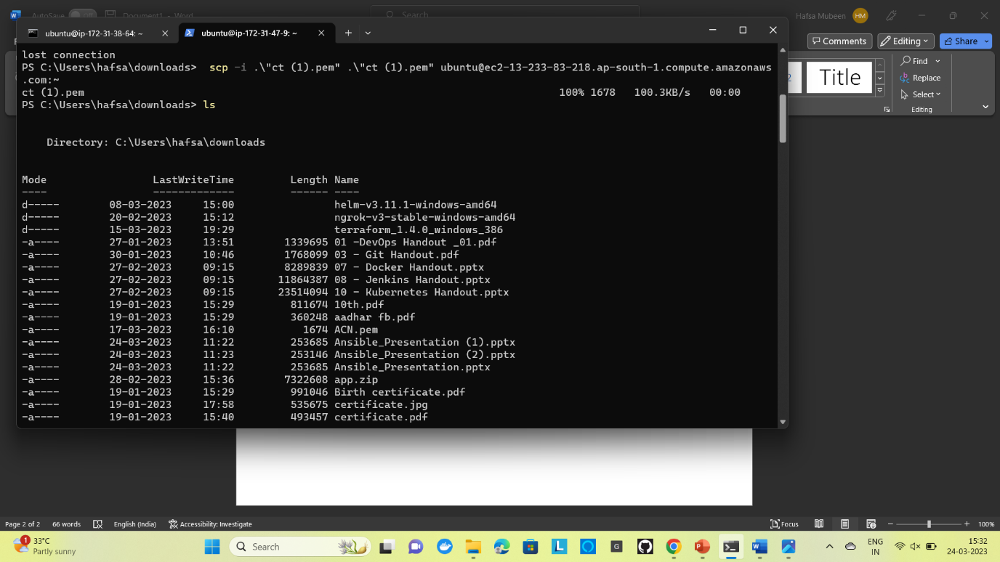 AutoSave Off Document1 - Word Search Hafsa Mubeen HM
ubuntu@ip-172-31-38-64: ~ ubuntu@ip-172-31-47-9: ~
Comments Editing Share
lost connection
PS C:\Users\hafsa\downloads>  scp -i .\"ct (1).pem" .\"ct (1).pem" ubuntu@ec2-13-233-83-218.ap-south-1.compute.amazonaws
.com:~
ct (1).pem 100% 1678 100.3KB/s 00:00
PS C:\Users\hafsa\downloads> ls
Directory: C:\Users\hafsa\downloads
Mode LastWriteTime Length Name
---- ------------- ------ ----
d----- 08-03-2023 15:00 helm-v3.11.1-windows-amd64
d----- 20-02-2023 15:12 ngrok-v3-stable-windows-amd64
d----- 15-03-2023 19:29 terraform_1.4.0_windows_386
-a---- 27-01-2023 13:51 1339695 01 -DevOps Handout _01.pdf
-a---- 30-01-2023 10:46 1768099 03 - Git Handout.pdf
-a---- 27-02-2023 09:15 8289839 07 - Docker Handout.pptx
-a---- 27-02-2023 09:15 11864387 08 - Jenkins Handout.pptx
-a---- 27-02-2023 09:15 23514094 10 - Kubernetes Handout.pptx
-a---- 19-01-2023 15:29 811674 10th.pdf
-a---- 19-01-2023 15:29 360248 aadhar fb.pdf
-a---- 17-03-2023 16:10 1674 ACN.pem
-a---- 24-03-2023 11:22 253685 Ansible_Presentation (1).pptx
-a---- 24-03-2023 11:23 253146 Ansible_Presentation (2).pptx
-a---- 24-03-2023 11:22 253685 Ansible_Presentation.pptx
-a---- 28-02-2023 15:36 7322608 app.zip
-a---- 19-01-2023 15:29 991046 Birth certificate.pdf
-a---- 19-01-2023 17:58 535675 certificate.jpg
-a---- 19-01-2023 15:40 493457 certificate.pdf
2 Title
Find
Replace
Select
Editing
Page 2 of 2 66 words English (India) Accessibility: Investigate Focus 100%
1 33°C
Partly sunny
Search
ENG
IN
15:32
24-03-2023